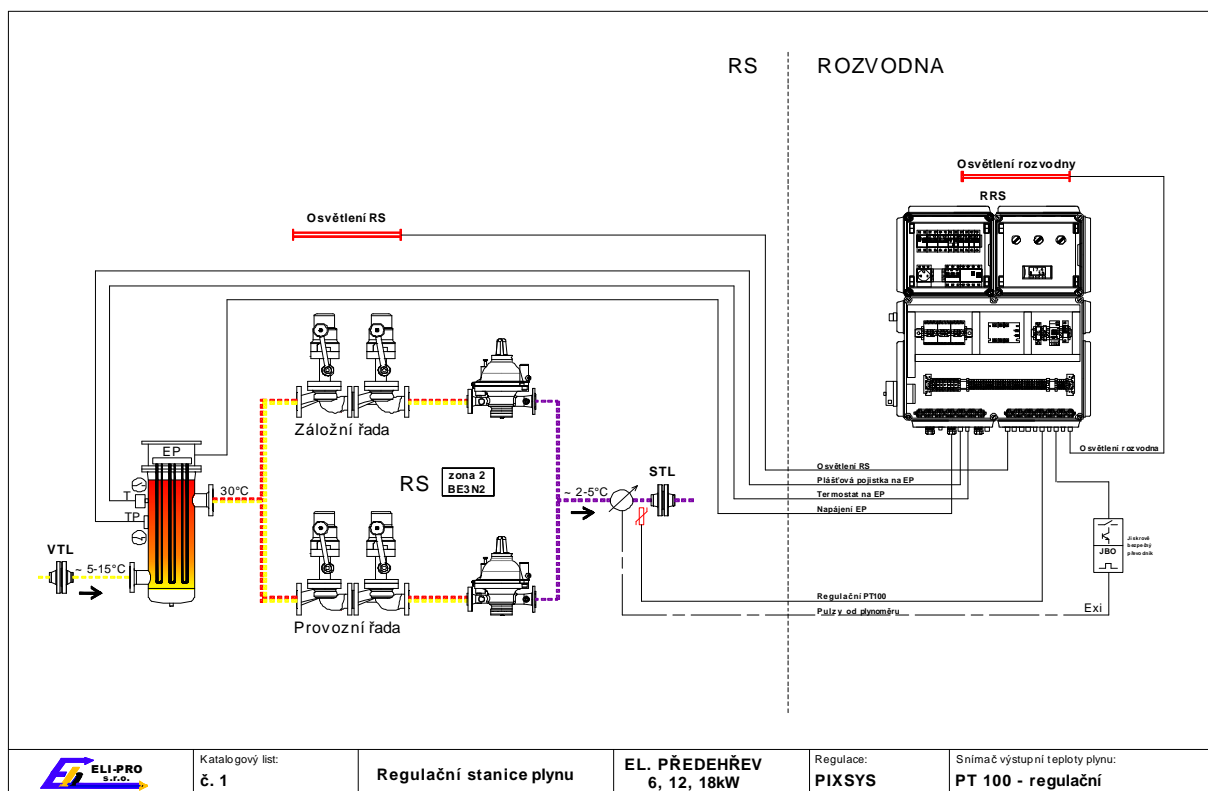 RS
ROZVODNA
Osvětlení rozvodny
RRS
Osvětlení RS
Záložní řada
EP
RS
zona 2
BE3N2
STL
30°C
~ 2-5°C
T
TP
VTL
~ 5-15°C
Provozní řada
Osvětlení rozvodna
Osvětlení RS
Plášťová pojistka na EP
Termostat na EP
Napájení EP
Jiskrově
bezpečný
převodník
JBO
Regulační PT100
Pulzy od plynoměru
Exi
ELI-PRO
s.r.o.
Katalogový list:
č. 1
Regulační stanice plynu
EL. PŘEDEHŘEV
6, 12, 18kW
Regulace:
PIXSYS
Snímač výstupní teploty plynu:
PT 100 - regulační